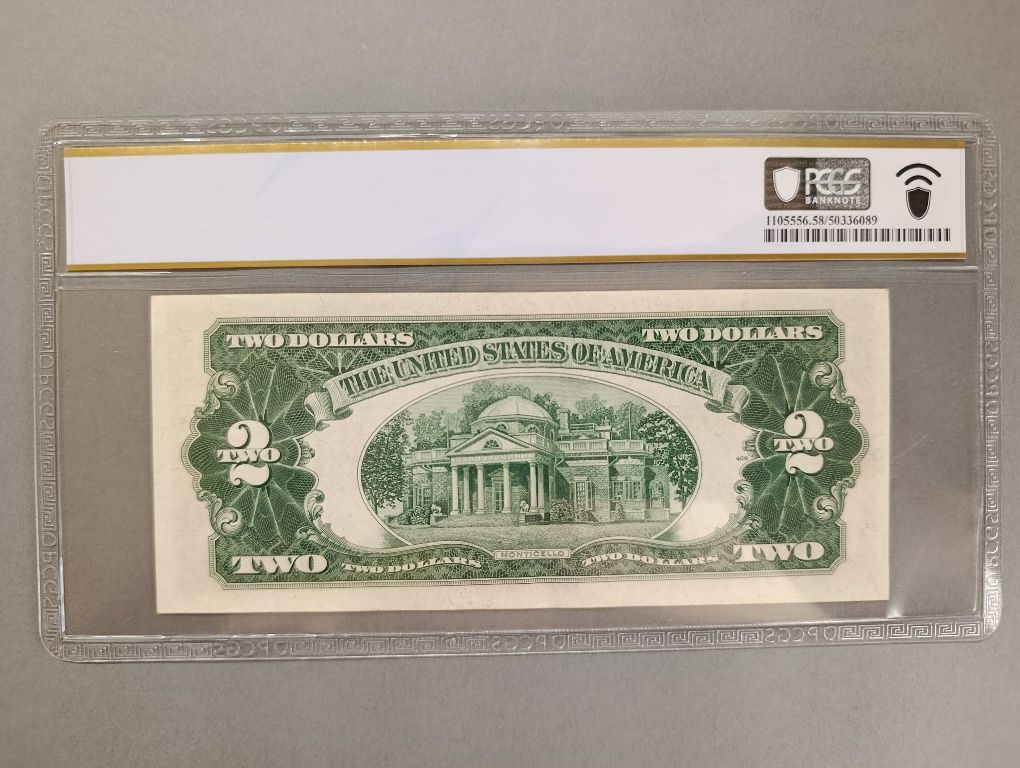 PCGS
BANKNOTE
1105556.58/50336089
TWO DOLLARS
TWO DOLLARS
THE UNITED STATES OF AMERICA
2
TWO
2
TWO
MONTICELLO
TWO
TWO DOLLARS
TWO DOLLARS
TWO